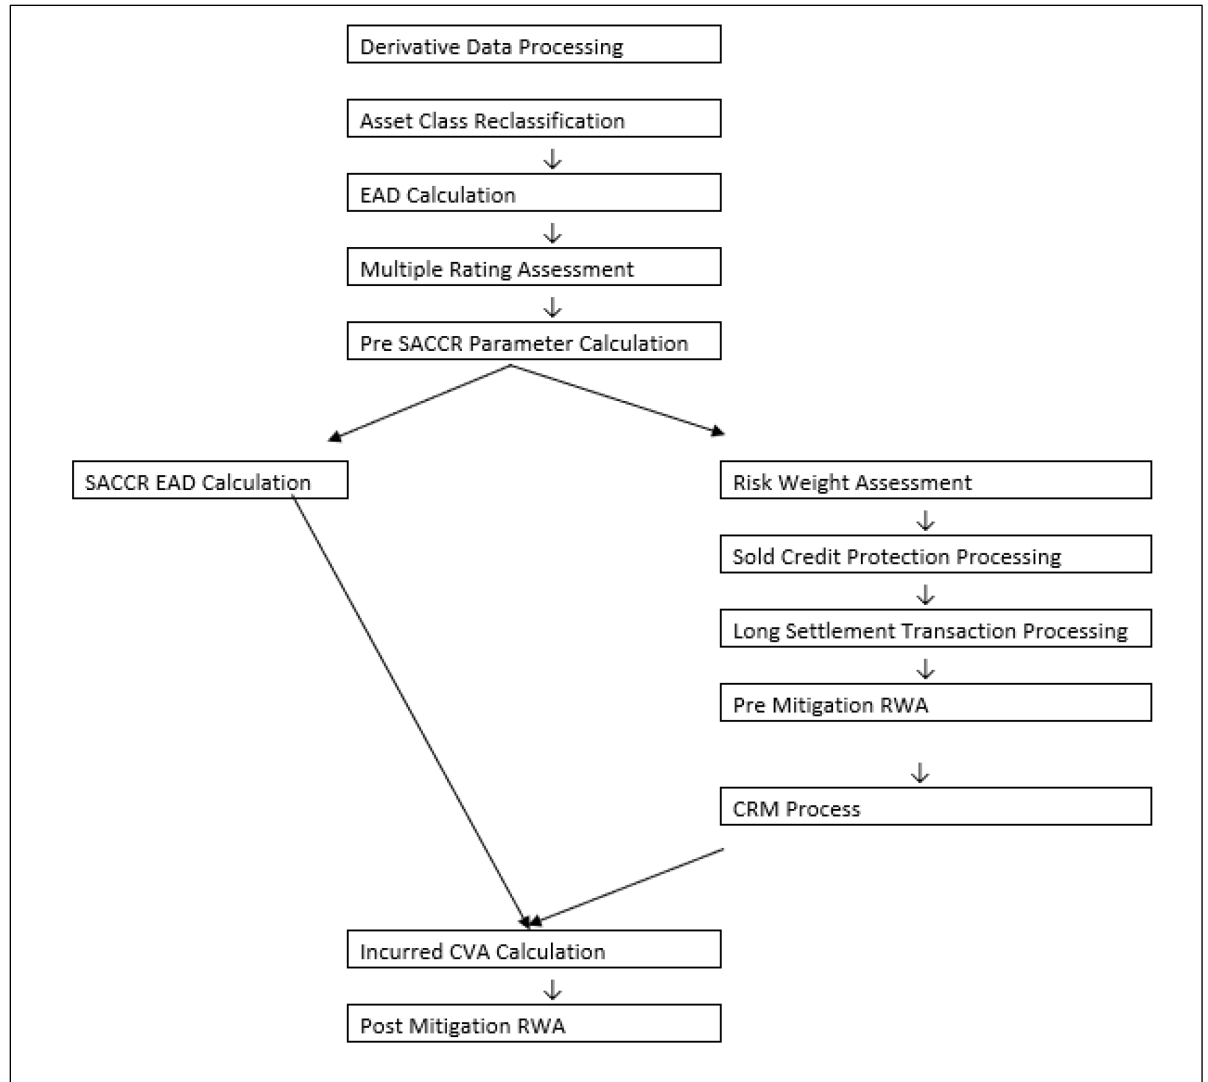 Derivative Data Processing
Asset Class Reclassification
EAD Calculation
Multiple Rating Assessment
Pre SACCR Parameter Calculation
SACCR EAD Calculation
Risk Weight Assessment
Sold Credit Protection Processing
Long Settlement Transaction Processing
Pre Mitigation RWA
CRM Process
Incurred CVA Calculation
Post Mitigation RWA